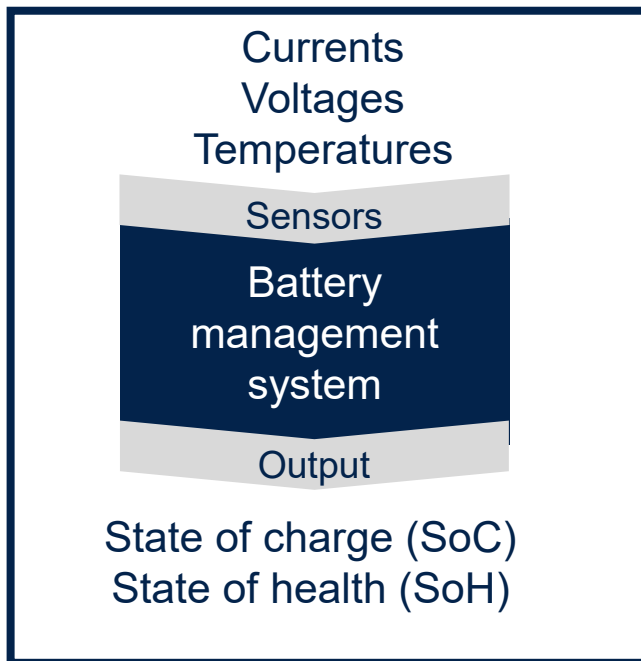 Currents
Voltages
Temperatures
Sensors
Battery
management
system
Output
State of charge (SoC)
State of health (SoH)